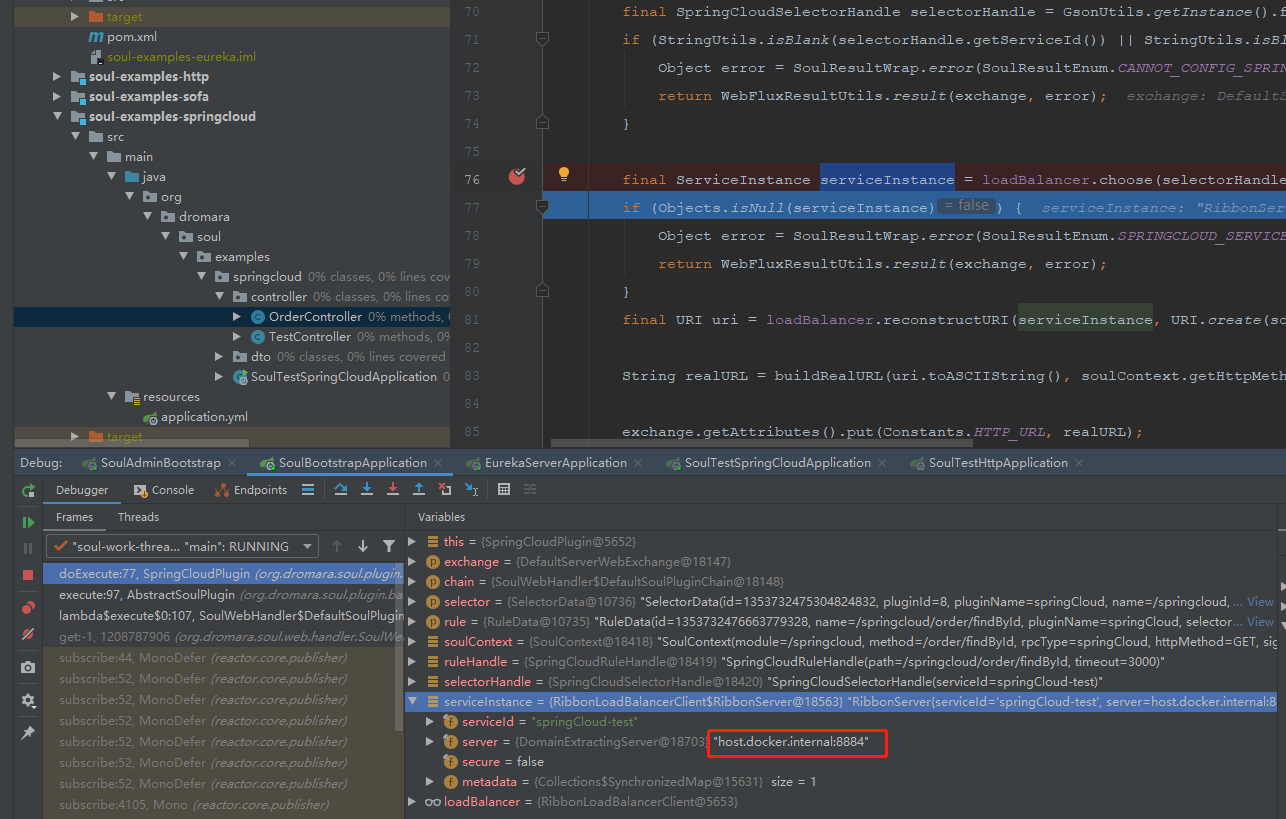 target
pom.xml
soul-examples-eureka.iml
soul-examples-http
soul-examples-sofa
soul-examples-springcloud
src
main
java
org
dromara
soul
examples
springcloud 0% classes, 0% lines cov
controller 0% classes, 0% lines co
OrderController 0% methods,
TestController 0% methods, 0%
dto 0% classes, 0% lines covered
SoulTestSpringCloudApplication 0
resources
application.yml
target
70 final SpringCloudSelectorHandle selectorHandle = GsonUtils.getInstance().f
71 if (StringUtils.isBlank(selectorHandle.getServiceId()) || StringUtils.isBl
72 Object error = SoulResultWrap.error(SoulResultEnum.CANNOT_CONFIG_SPRIN
73 return WebFluxResultUtils.result(exchange, error); exchange: DefaultS
74 }
75
76 final ServiceInstance serviceInstance = loadBalancer.choose(selectorHandle
77 if (Objects.isNull(serviceInstance) = false ) { serviceInstance: "RibbonSer
78 Object error = SoulResultWrap.error(SoulResultEnum.SPRINGCLOUD_SERVICE
79 return WebFluxResultUtils.result(exchange, error);
80 }
81 final URI uri = loadBalancer.reconstructURI(serviceInstance, URI.create(so
82
83 String realURL = buildRealURL(uri.toASCIIString(), soulContext.getHttpMeth
84
85 exchange.getAttributes().put(Constants.HTTP_URL, realURL);
Debug: SoulAdminBootstrap SoulBootstrapApplication EurekaServerApplication SoulTestSpringCloudApplication SoulTestHttpApplication
Debugger Console Endpoints
Frames Threads
"soul-work-threa... "main": RUNNING
doExecute:77, SpringCloudPlugin (org.dromara.soul.plugin.
execute:97, AbstractSoulPlugin (org.dromara.soul.plugin.ba
lambda$execute$0:107, SoulWebHandler$DefaultSoulPlugin
get:-1, 1208787906 (org.dromara.soul.web.handler.SoulWe
subscribe:44, MonoDefer (reactor.core.publisher)
subscribe:52, MonoDefer (reactor.core.publisher)
subscribe:52, MonoDefer (reactor.core.publisher)
subscribe:52, MonoDefer (reactor.core.publisher)
subscribe:52, MonoDefer (reactor.core.publisher)
subscribe:52, MonoDefer (reactor.core.publisher)
subscribe:52, MonoDefer (reactor.core.publisher)
subscribe:4105, Mono (reactor.core.publisher)
Variables
this = {SpringCloudPlugin@5652}
exchange = {DefaultServerWebExchange@18147}
chain = {SoulWebHandler$DefaultSoulPluginChain@18148}
selector = {SelectorData@10736} "SelectorData(id=1353732475304824832, pluginId=8, pluginName=springCloud, name=/springcloud, ... View
rule = {RuleData@10735} "RuleData(id=1353732476663779328, name=/springcloud/order/findById, pluginName=springCloud, selector... View
soulContext = {SoulContext@18418} "SoulContext(module=/springcloud, method=/order/findById, rpcType=springCloud, httpMethod=GET, sig
ruleHandle = {SpringCloudRuleHandle@18419} "SpringCloudRuleHandle(path=/springcloud/order/findById, timeout=3000)"
selectorHandle = {SpringCloudSelectorHandle@18420} "SpringCloudSelectorHandle(serviceId=springCloud-test)"
serviceInstance = {RibbonLoadBalancerClient$RibbonServer@18563} "RibbonServer{serviceId='springCloud-test', server=host.docker.internal:8
serviceId = "springCloud-test"
server = {DomainExtractingServer@18703} "host.docker.internal:8884"
secure = false
metadata = {Collections$SynchronizedMap@15631} size = 1
loadBalancer = {RibbonLoadBalancerClient@5653}